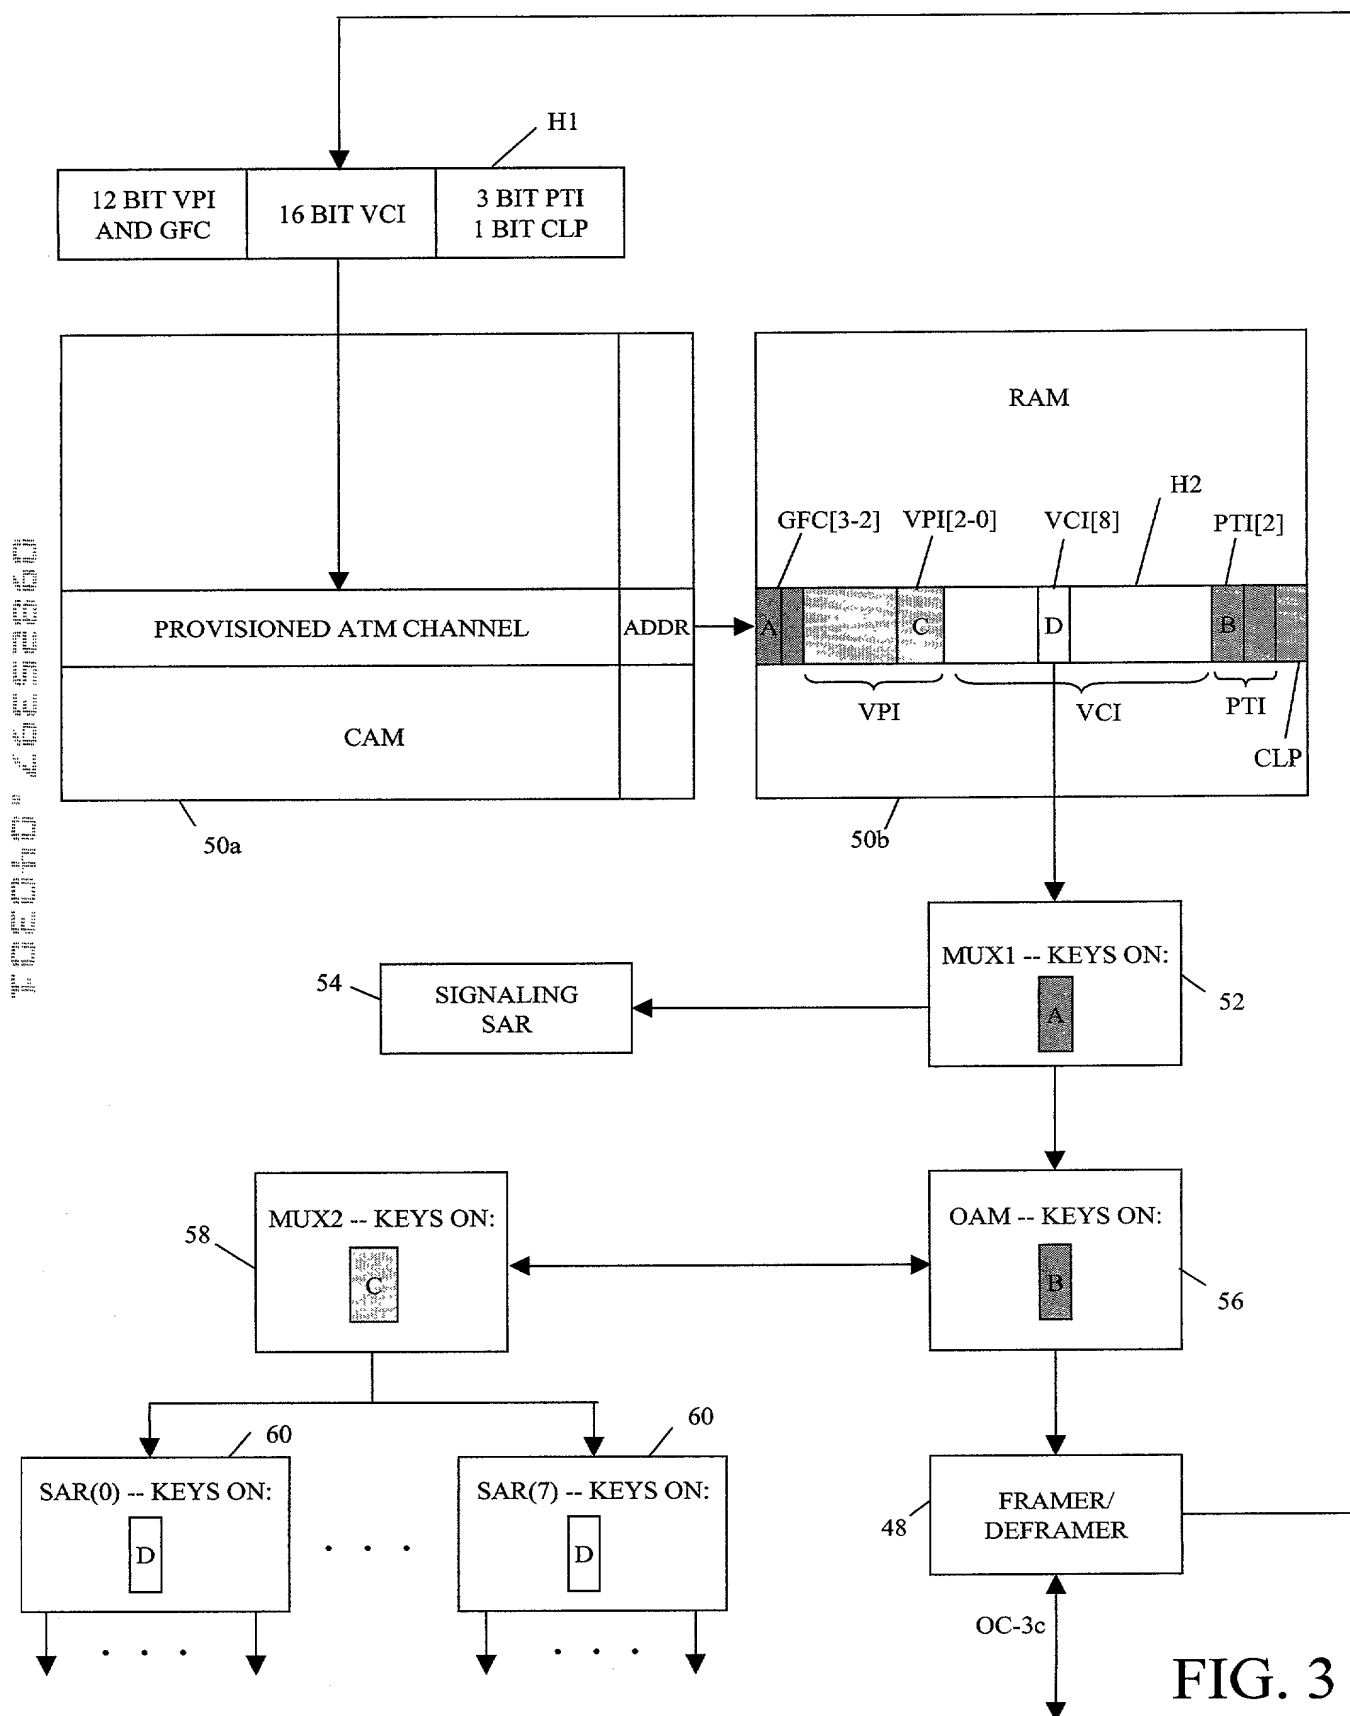 H1
12 BIT VPI
AND GFC
16 BIT VCI
3 BIT PTI
1 BIT CLP
RAM
H2
GFC[3-2]
VPI[2-0]
VCI[8]
PTI[2]
PROVISIONED ATM CHANNEL
ADDR
A
C
D
B
VPI
VCI
PTI
CAM
CLP
50a
50b
MUX1 -- KEYS ON:
A
52
54
SIGNALING
SAR
MUX2 -- KEYS ON:
C
58
OAM -- KEYS ON:
B
56
60
60
SAR(0) -- KEYS ON:
D
. . .
SAR(7) -- KEYS ON:
D
48
FRAMER/
DEFRAMER
. . .
. . .
OC-3c
FIG. 3